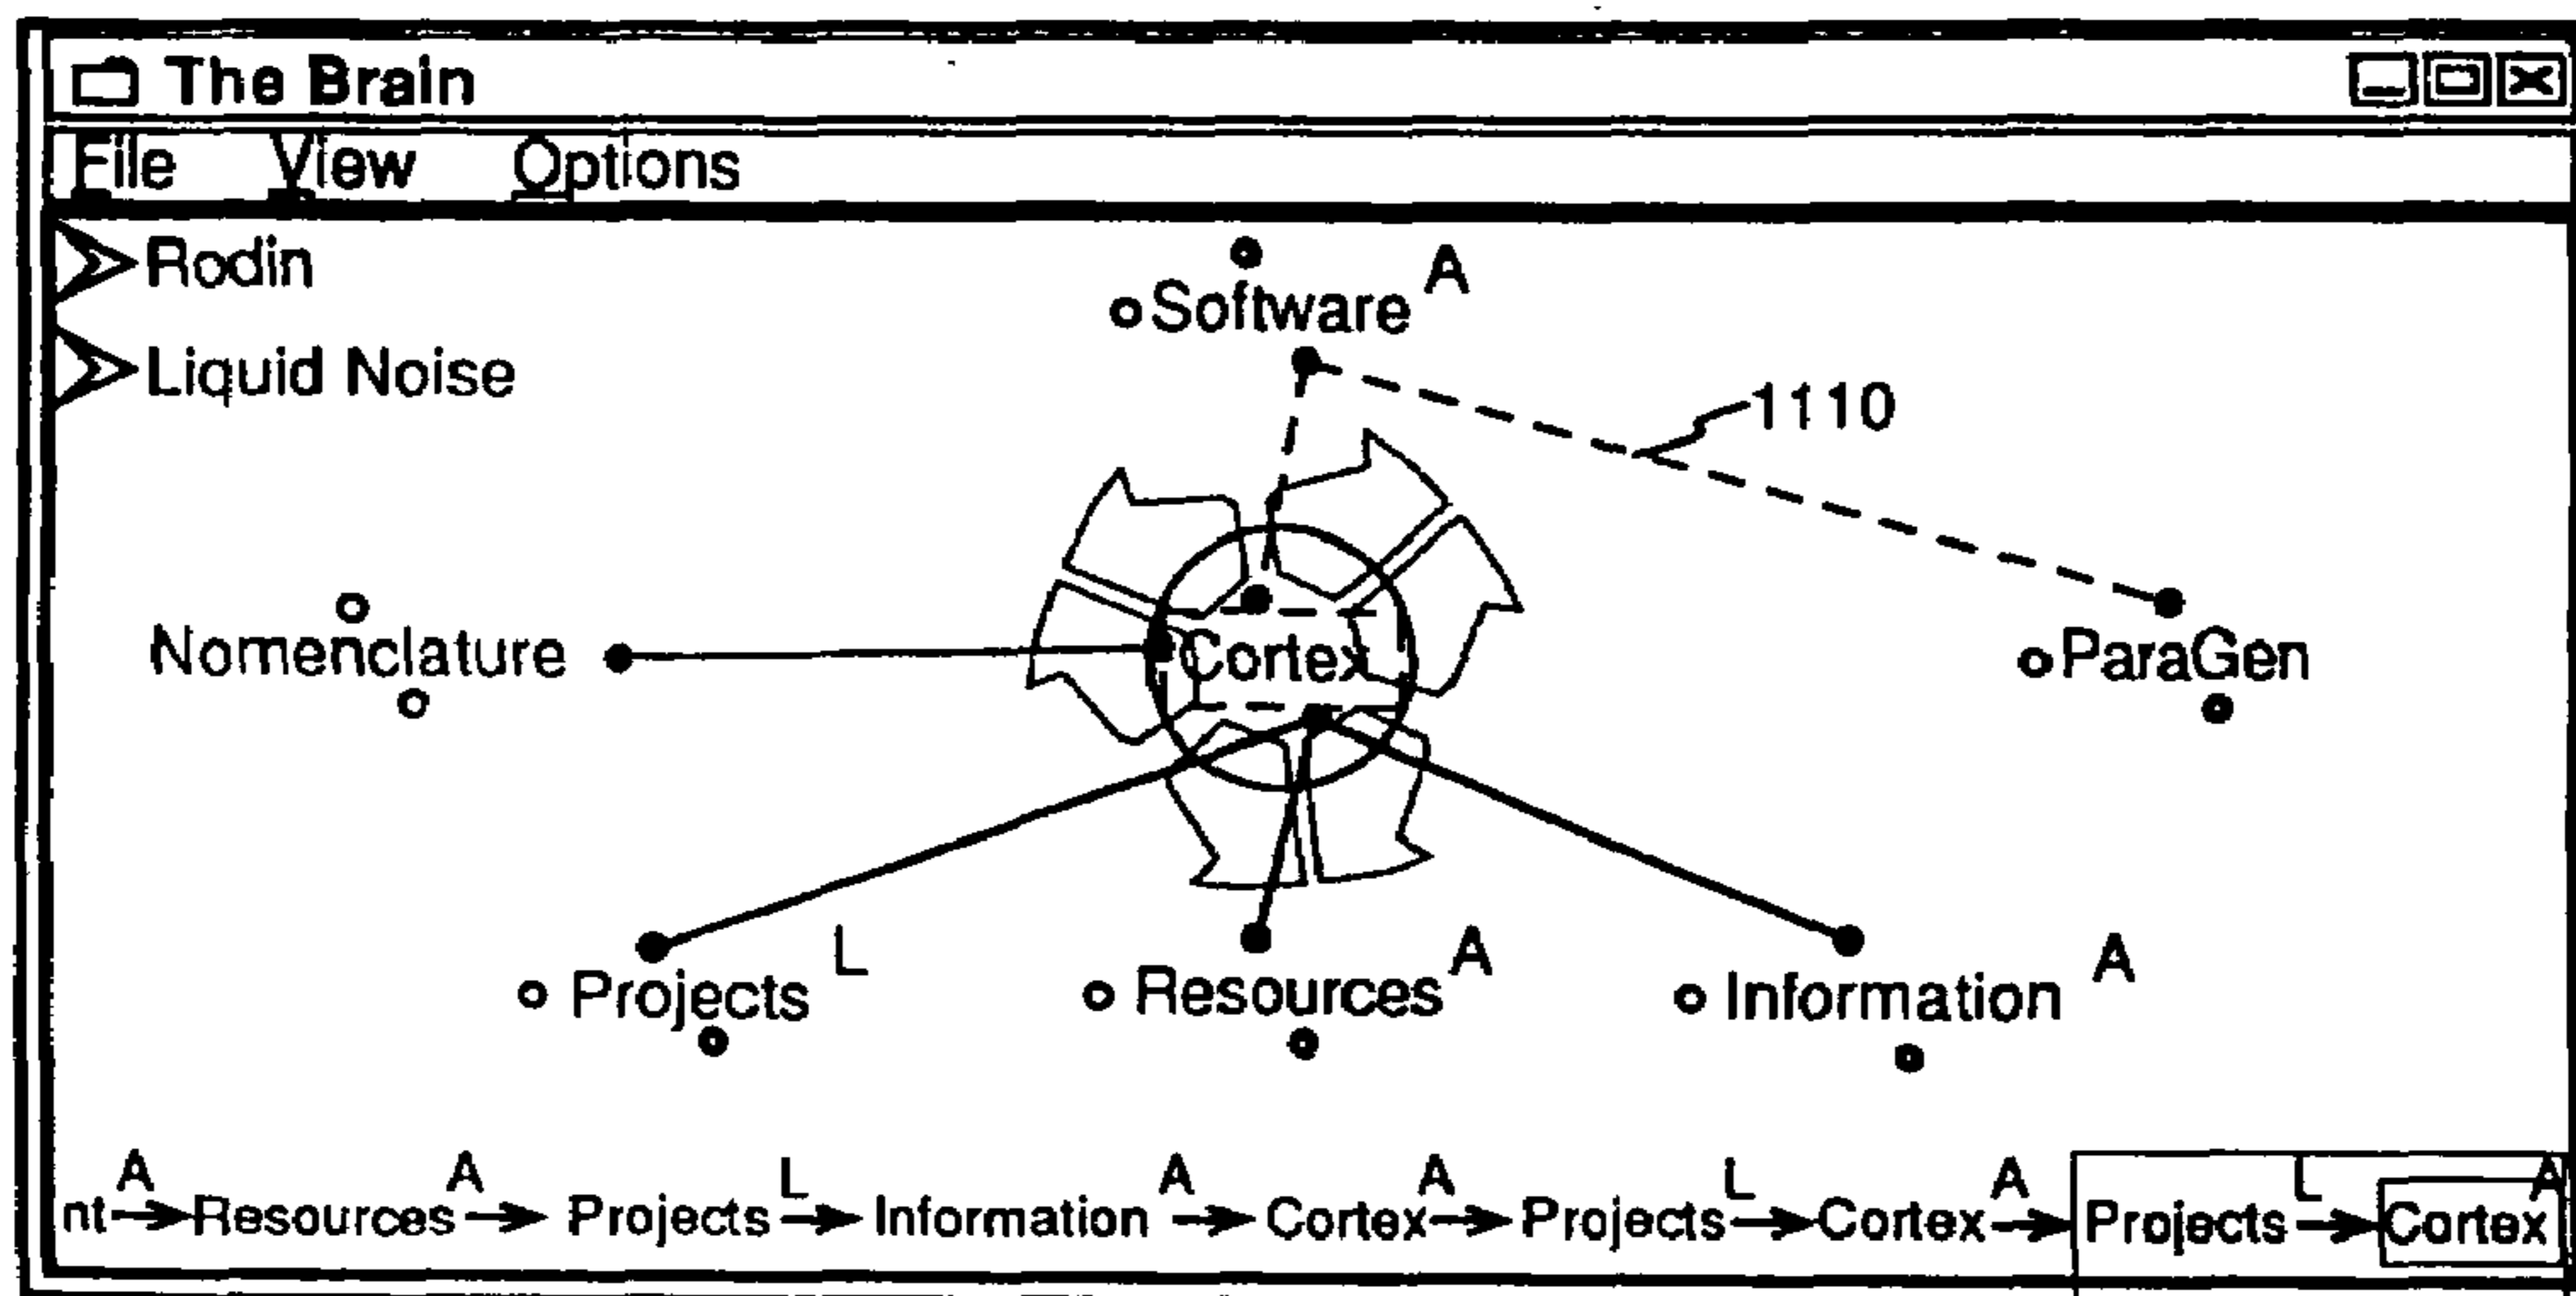 The Brain
File View Options
Rodin
Software A
Liquid Noise
1110
Nomenclature
Cortex
ParaGen
Projects L
Resources A
Information A
nt A Resources A Projects L Information A Cortex A Projects L Cortex A Projects L Cortex A